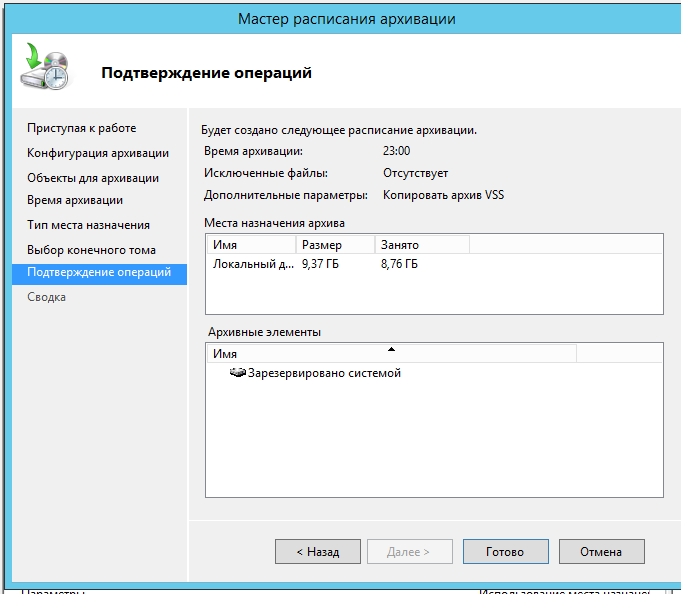 Мастер расписания архивации
Подтверждение операций
Приступая к работе
Конфигурация архивации
Объекты для архивации
Время архивации
Тип места назначения
Выбор конечного тома
Подтверждение операций
Сводка
Будет создано следующее расписание архивации.
Время архивации: 23:00
Исключенные файлы: Отсутствует
Дополнительные параметры: Копировать архив VSS
Места назначения архива
Имя Размер Занято
Локальный д... 9,37 ГБ 8,76 ГБ
Архивные элементы
Имя
Зарезервировано системой
< Назад Далее > Готово Отмена
Параметры Использование места